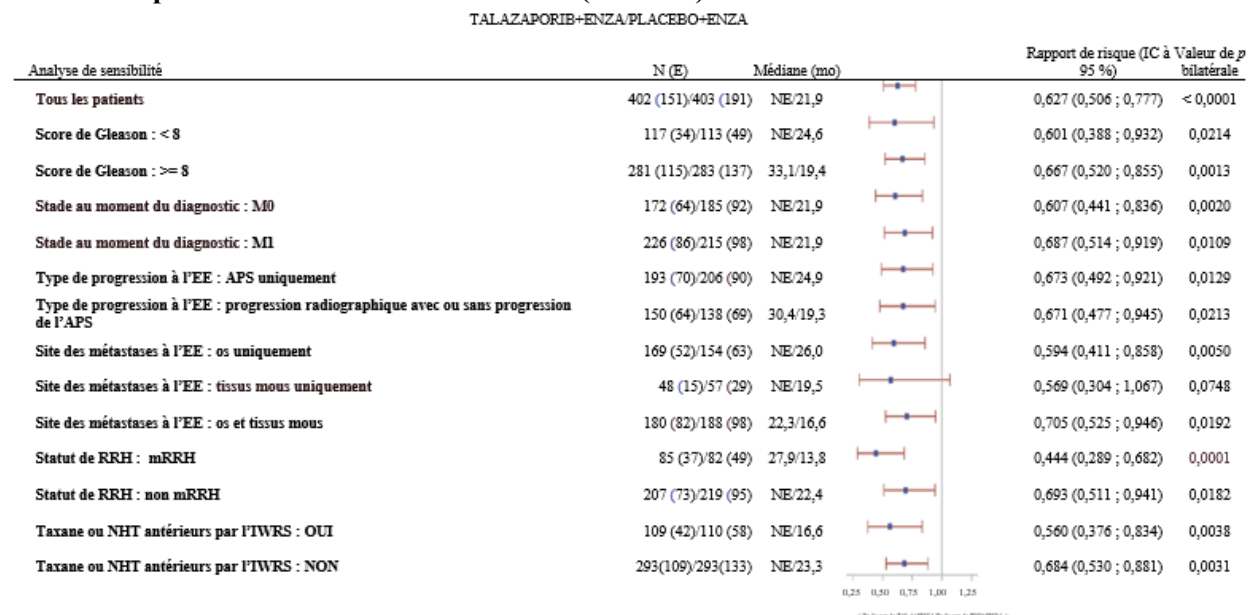 TALAZAPORIB+ENZA/PLACEBO+ENZA
Rapport de risque (IC à Valeur de p
Analyse de sensibilité N (E) Médiane (mo) 95 %) bilatérale
Tous les patients 402 (151)/403 (191) NE/21,9 0,627 (0,506 ; 0,777) < 0,0001
Score de Gleason : < 8 117 (34)/113 (49) NE/24,6 0,601 (0,388 ; 0,932) 0,0214
Score de Gleason : >= 8 281 (115)/283 (137) 33,1/19,4 0,667 (0,520 ; 0,855) 0,0013
Stade au moment du diagnostic : M0 172 (64)/185 (92) NE/21,9 0,607 (0,441 ; 0,836) 0,0020
Stade au moment du diagnostic : M1 226 (86)/215 (98) NE/21,9 0,687 (0,514 ; 0,919) 0,0109
Type de progression à l'EE : APS uniquement 193 (70)/206 (90) NE/24,9 0,673 (0,492 ; 0,921) 0,0129
Type de progression à l'EE : progression radiographique avec ou sans progression
de l'APS 150 (64)/138 (69) 30,4/19,3 0,671 (0,477 ; 0,945) 0,0213
Site des métastases à l'EE : os uniquement 169 (52)/154 (63) NE/26,0 0,594 (0,411 ; 0,858) 0,0050
Site des métastases à l'EE : tissus mous uniquement 48 (15)/57 (29) NE/19,5 0,569 (0,304 ; 1,067) 0,0748
Site des métastases à l'EE : os et tissus mous 180 (82)/188 (98) 22,3/16,6 0,705 (0,525 ; 0,946) 0,0192
Statut de RRH : mRRH 85 (37)/82 (49) 27,9/13,8 0,444 (0,289 ; 0,682) 0,0001
Statut de RRH : non mRRH 207 (73)/219 (95) NE/22,4 0,693 (0,511 ; 0,941) 0,0182
Taxane ou NHT antérieurs par l'IWRS : OUI 109 (42)/110 (58) NE/16,6 0,560 (0,376 ; 0,834) 0,0038
Taxane ou NHT antérieurs par l'IWRS : NON 293(109)/293(133) NE/23,3 0,684 (0,530 ; 0,881) 0,0031
0,25 0,50 0,75 1,00 1,25